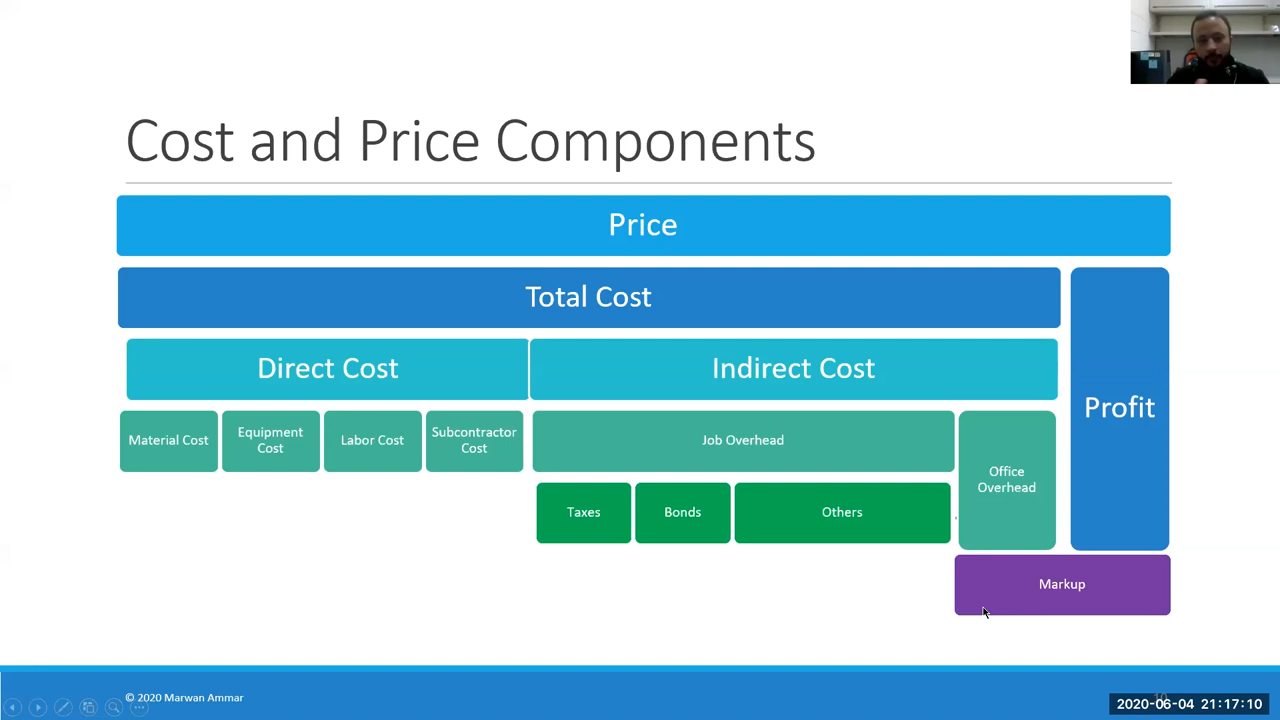 Cost and Price Components
Price
Total Cost
Profit
Direct Cost
Indirect Cost
Material Cost
Equipment
Cost
Labor Cost
Subcontractor
Cost
Job Overhead
Office
Overhead
Taxes
Bonds
Others
Markup
© 2020 Marwan Ammar
2020-06-04 21:17:10